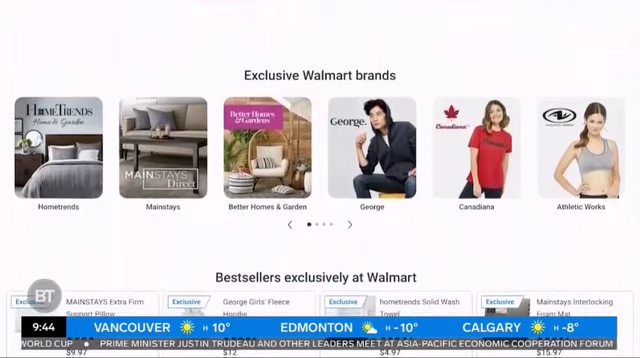 Exclusive Walmart brands
HOMETRENDS
Home & Garden
MAINSTAYS
Direct
Better Homes
& Gardens
George.
Canadiana
Canadiana
Hometrends
Mainstays
Better Homes & Garden
George
Canadiana
Athletic Works
Bestsellers exclusively at Walmart
BT
Exclusive
MAINSTAYS Extra Firm
Support Pillow
$9.97
Exclusive
George Girls' Fleece
Hoodie
$12
Exclusive
hometrends Solid Wash
Towel
$4.97
Exclusive
Mainstays Interlocking
Foam Mat
$15.97
9:44 VANCOUVER H 10° EDMONTON H -10° CALGARY H -8°
WORLD CUP • PRIME MINISTER JUSTIN TRUDEAU AND OTHER LEADERS MEET AT ASIA-PACIFIC ECONOMIC COOPERATION FORUM